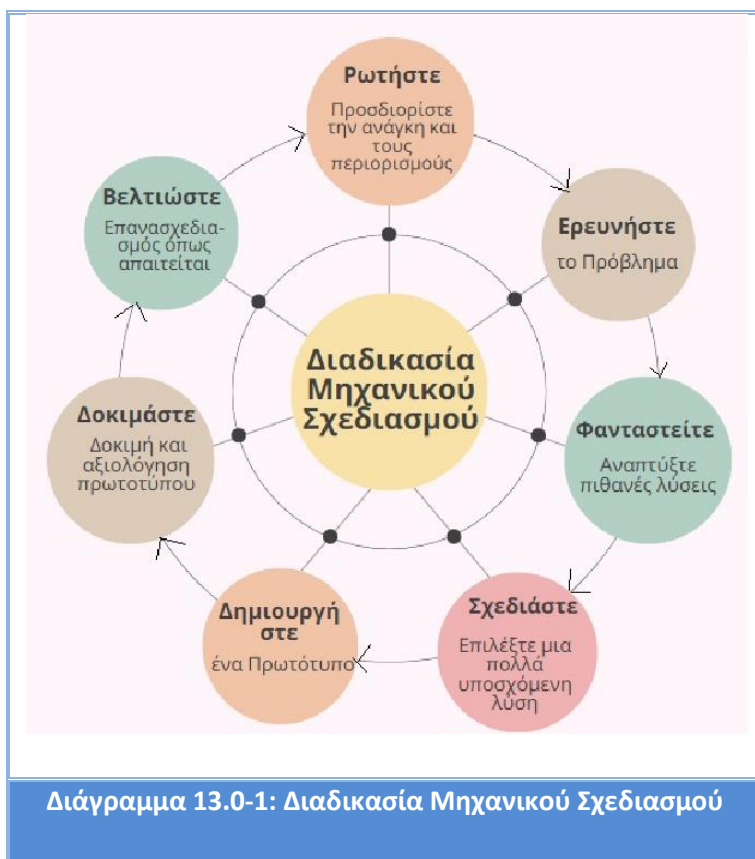 Ρωτήστε
Προσδιορίστε
την ανάγκη και
τους
περιορισμούς
Ερευνήστε
το Πρόβλημα
Φανταστείτε
Αναπτύξτε
πιθανές λύσεις
Σχεδιάστε
Επιλέξτε μια
πολλά
υποσχόμενη
λύση
Δημιουργή
στε
ένα Πρωτότυπο
Δοκιμάστε
Δοκιμή και
αξιολόγηση
πρωτοτύπου
Βελτιώστε
Επανασχεδια-
σμός όπως
απαιτείται
Διαδικασία
Μηχανικού
Σχεδιασμού
Διάγραμμα 13.0-1: Διαδικασία Μηχανικού Σχεδιασμού